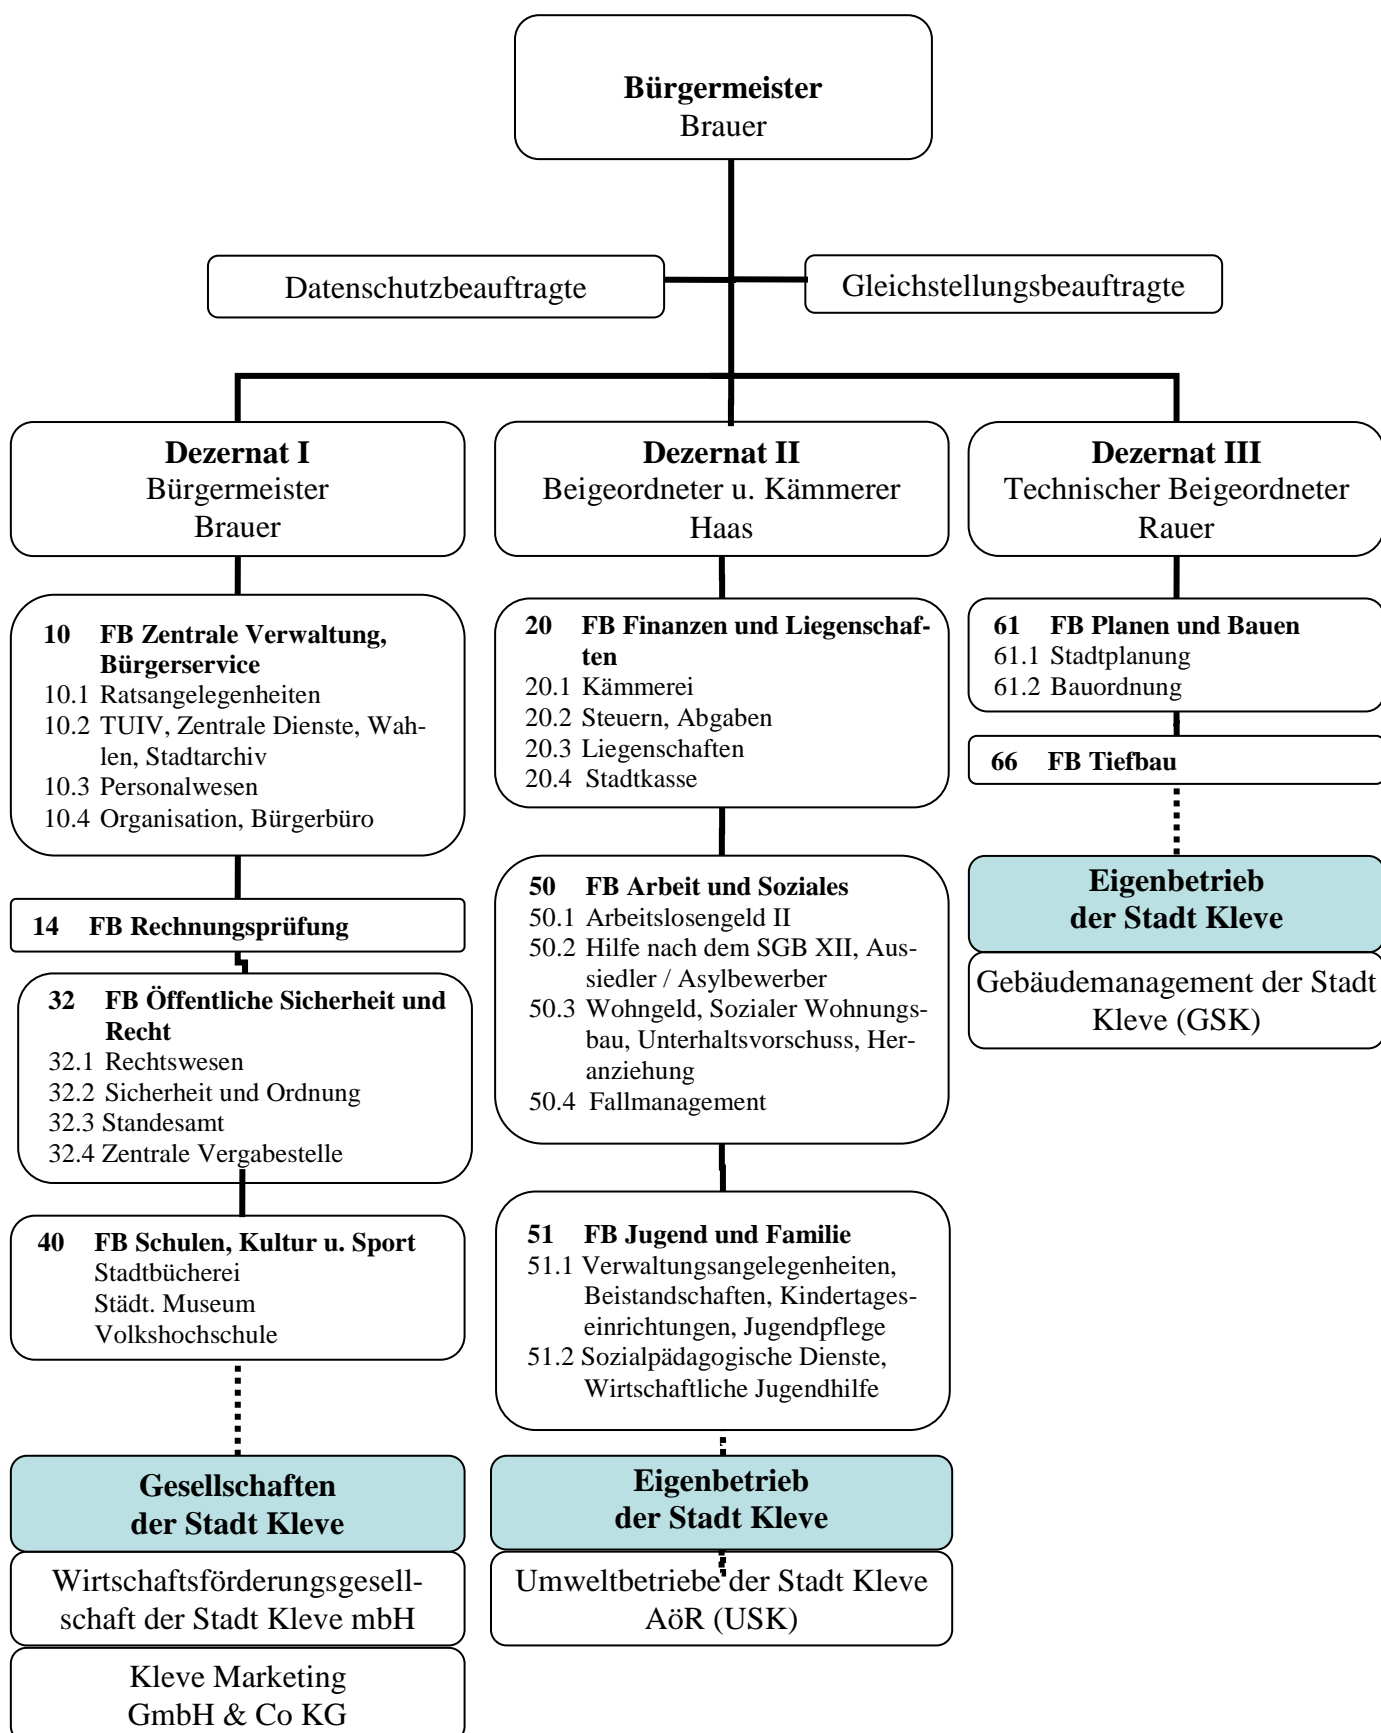 Bürgermeister
Brauer
Datenschutzbeauftragte
Gleichstellungsbeauftragte
Dezernat I
Bürgermeister
Brauer
10 FB Zentrale Verwaltung,
Bürgerservice
10.1 Ratsangelegenheiten
10.2 TUIV, Zentrale Dienste, Wah-
len, Stadtarchiv
10.3 Personalwesen
10.4 Organisation, Bürgerbüro
14 FB Rechnungsprüfung
32 FB Öffentliche Sicherheit und
Recht
32.1 Rechtswesen
32.2 Sicherheit und Ordnung
32.3 Standesamt
32.4 Zentrale Vergabestelle
40 FB Schulen, Kultur u. Sport
Stadtbücherei
Städt. Museum
Volkshochschule
Gesellschaften
der Stadt Kleve
Wirtschaftsförderungsgesell-
schaft der Stadt Kleve mbH
Kleve Marketing
GmbH & Co KG
Dezernat II
Beigeordneter u. Kämmerer
Haas
20 FB Finanzen und Liegenschaf-
ten
20.1 Kämmerei
20.2 Steuern, Abgaben
20.3 Liegenschaften
20.4 Stadtkasse
50 FB Arbeit und Soziales
50.1 Arbeitslosengeld II
50.2 Hilfe nach dem SGB XII, Aus-
siedler / Asylbewerber
50.3 Wohngeld, Sozialer Wohnungs-
bau, Unterhaltsvorschuss, Her-
anziehung
50.4 Fallmanagement
51 FB Jugend und Familie
51.1 Verwaltungsangelegenheiten,
Beistandschaften, Kindertages-
einrichtungen, Jugendpflege
51.2 Sozialpädagogische Dienste,
Wirtschaftliche Jugendhilfe
Eigenbetrieb
der Stadt Kleve
Umweltbetriebe der Stadt Kleve
AöR (USK)
Dezernat III
Technischer Beigeordneter
Rauer
61 FB Planen und Bauen
61.1 Stadtplanung
61.2 Bauordnung
66 FB Tiefbau
Eigenbetrieb
der Stadt Kleve
Gebäudemanagement der Stadt
Kleve (GSK)